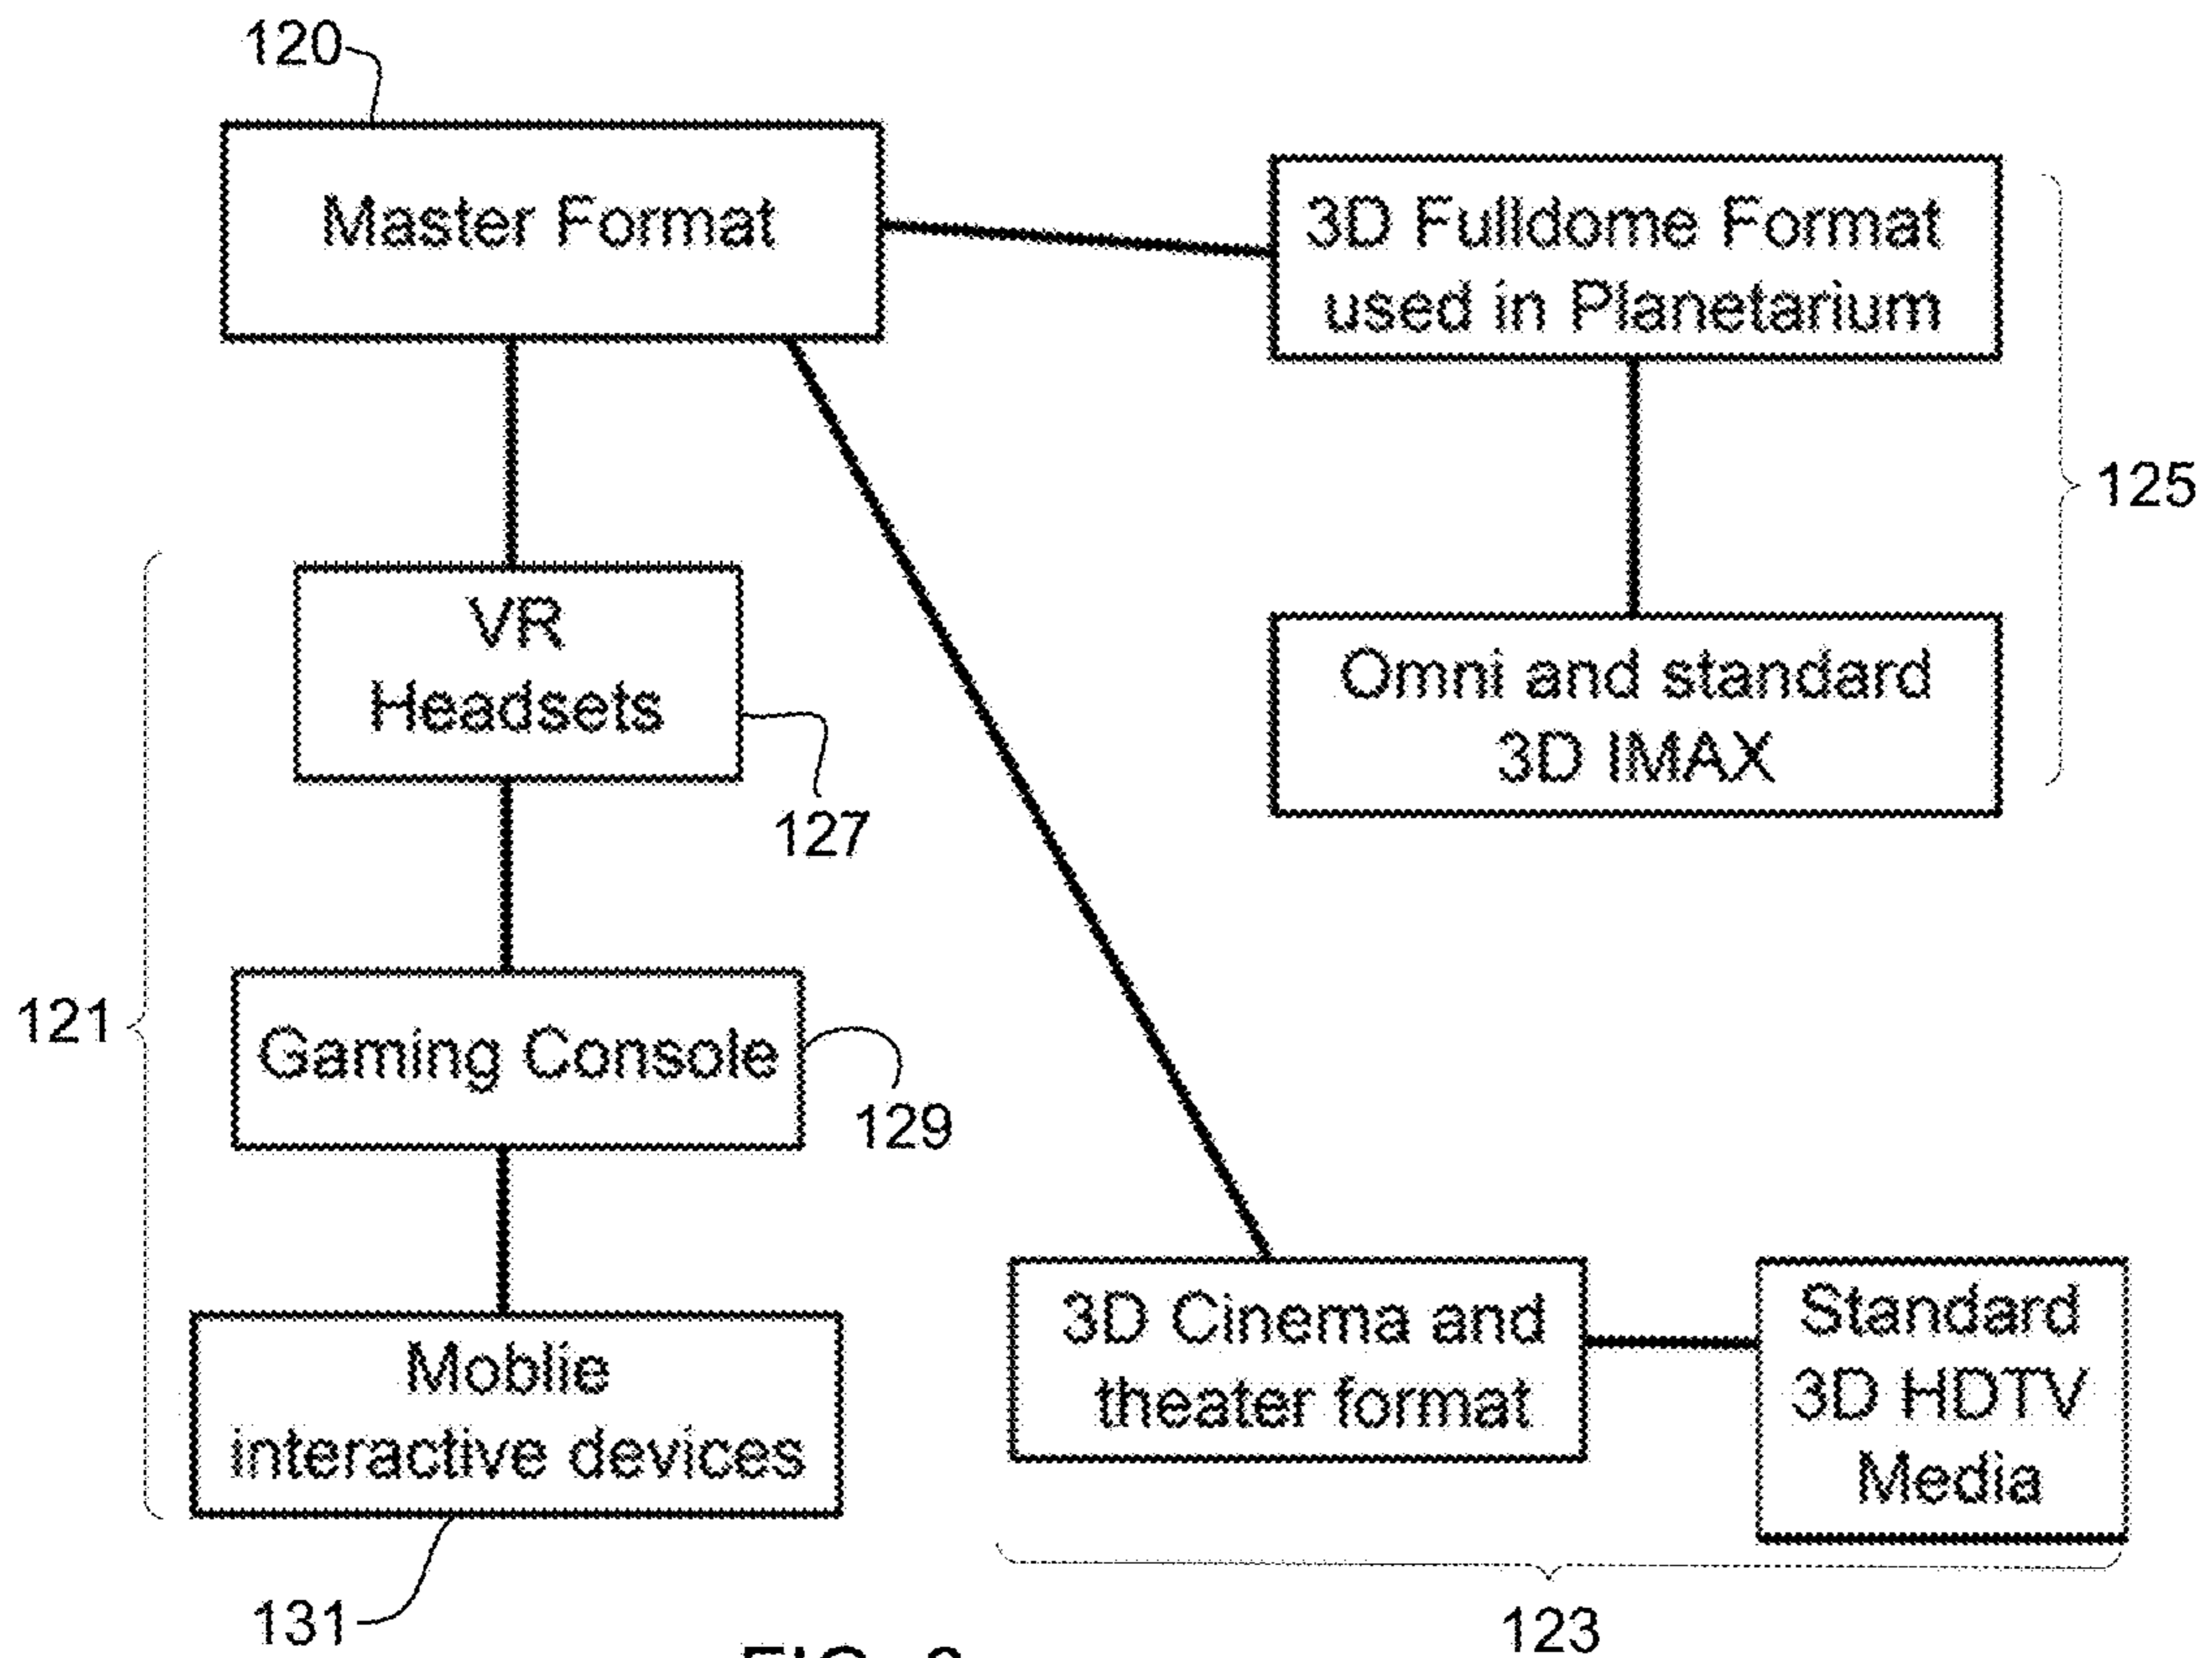 120
Master Format
3D Fulldome Format
used in Planetarium
125
VR
Headsets
127
Omni and standard
3D IMAX
121
Gaming Console
129
Moblie
interactive devices
131
3D Cinema and
theater format
Standard
3D HDTV
Media
123